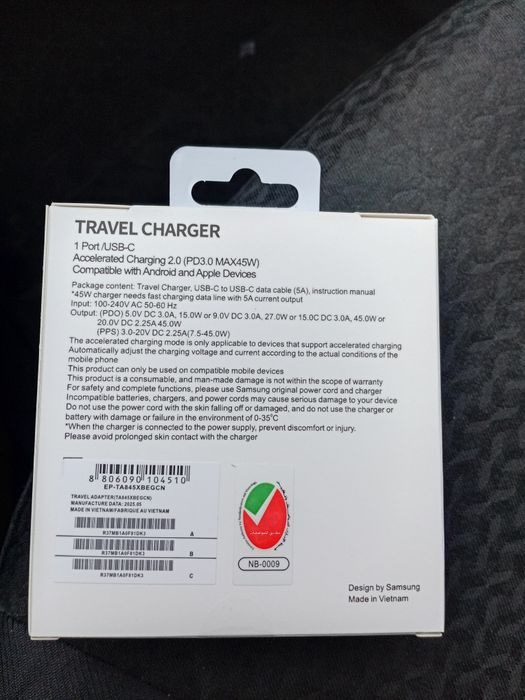 TRAVEL CHARGER
1 Port /USB-C
Accelerated Charging 2.0 (PD3.0 MAX45W)
Compatible with Android and Apple Devices
Package content: Travel Charger, USB-C to USB-C data cable (5A), instruction manual
*45W charger needs fast charging data line with 5A current output
Input: 100-240V AC 50-60 Hz
Output: (PDO) 5.0V DC 3.0A, 15.0W or 9.0V DC 3.0A, 27.0W or 15.0C DC 3.0A, 45.0W or
20.0V DC 2.25A 45.0W
(PPS) 3.0-20V DC 2.25A(7.5-45.0W)
The accelerated charging mode is only applicable to devices that support accelerated charging
Automatically adjust the charging voltage and current according to the actual conditions of the
mobile phone
This product can only be used on compatible mobile devices
This product is a consumable, and man-made damage is not within the scope of warranty
For safety and complete functions, please use Samsung original power cord and charger
Incompatible batteries, chargers, and power cords may cause serious damage to your device
Do not use the power cord with the skin falling off or damaged, and do not use the charger or
battery with damage or failure in the environment of 0-35°C
*When the charger is connected to the power supply, prevent discomfort or injury.
Please avoid prolonged skin contact with the charger
8 806090 104510
EP-TA845XBEGCN
TRAVEL ADAPTER(TA845XBEGCN)
MANUFACTURE DATA: 2025.05
MADE IN VIETNAM/FABRIQUE AU VIETNAM
R37MB1A0F81DK3 A
R37MB1A0F81DK3 B
R37MB1A0F81DK3 C
NB-0009
Design by Samsung
Made in Vietnam